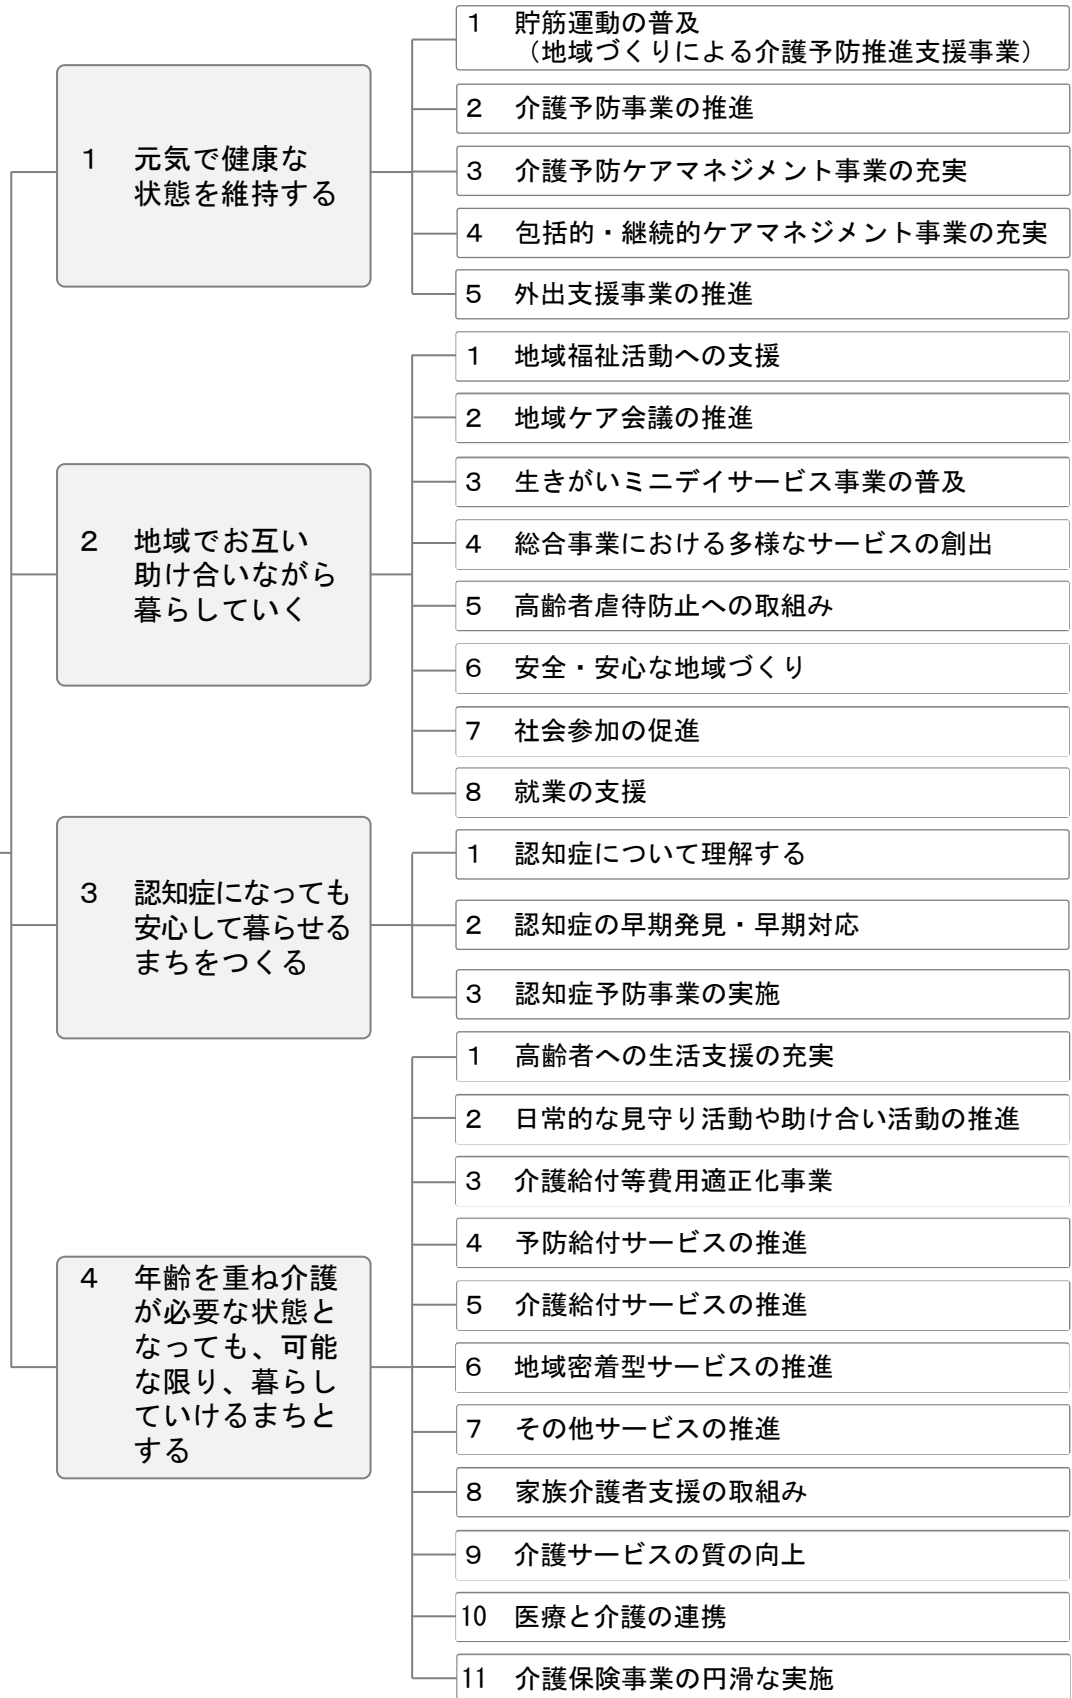 1 元気で健康な
状態を維持する
1 貯筋運動の普及
（地域づくりによる介護予防推進支援事業）
2 介護予防事業の推進
3 介護予防ケアマネジメント事業の充実
4 包括的・継続的ケアマネジメント事業の充実
5 外出支援事業の推進
2 地域でお互い
助け合いながら
暮らしていく
1 地域福祉活動への支援
2 地域ケア会議の推進
3 生きがいミニデイサービス事業の普及
4 総合事業における多様なサービスの創出
5 高齢者虐待防止への取組み
6 安全・安心な地域づくり
7 社会参加の促進
8 就業の支援
3 認知症になっても
安心して暮らせる
まちをつくる
1 認知症について理解する
2 認知症の早期発見・早期対応
3 認知症予防事業の実施
4 年齢を重ね介護
が必要な状態と
なっても、可能
な限り、暮らし
ていけるまちと
する
1 高齢者への生活支援の充実
2 日常的な見守り活動や助け合い活動の推進
3 介護給付等費用適正化事業
4 予防給付サービスの推進
5 介護給付サービスの推進
6 地域密着型サービスの推進
7 その他サービスの推進
8 家族介護者支援の取組み
9 介護サービスの質の向上
10 医療と介護の連携
11 介護保険事業の円滑な実施